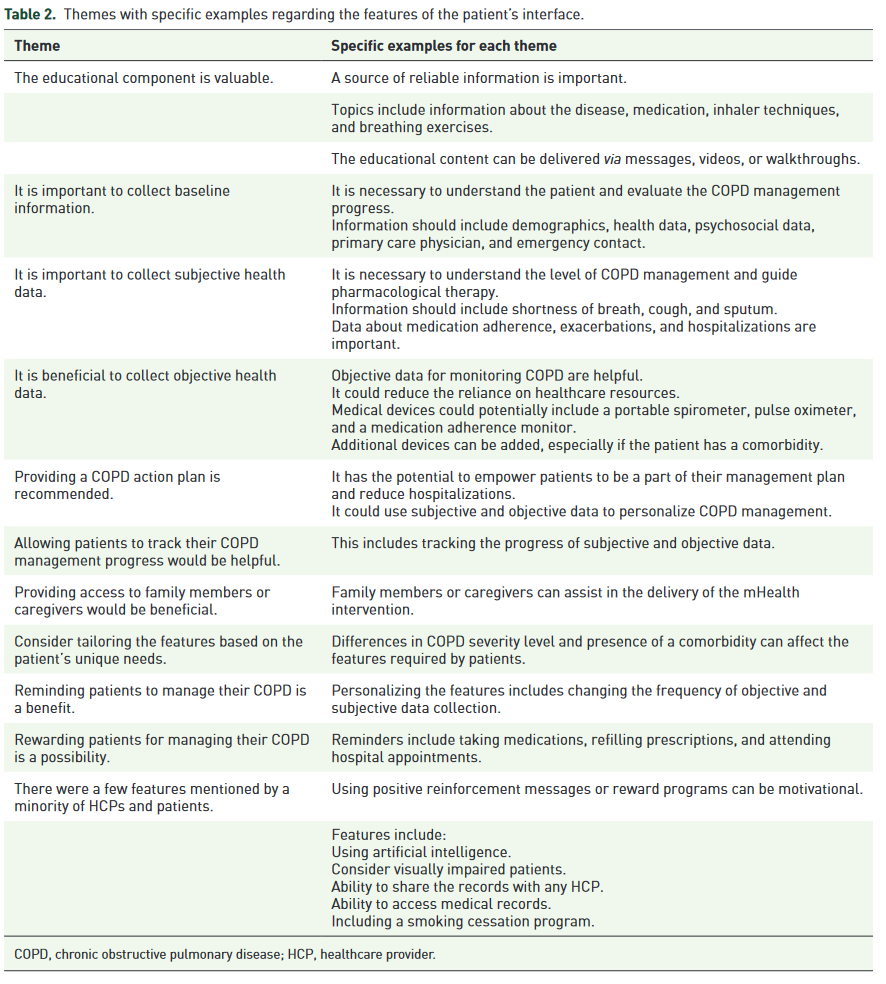 Table 2. Themes with specific examples regarding the features of the patient's interface.
Theme Specific examples for each theme
The educational component is valuable. A source of reliable information is important.
Topics include information about the disease, medication, inhaler techniques,
and breathing exercises.
The educational content can be delivered via messages, videos, or walkthroughs.
It is important to collect baseline
information.
It is necessary to understand the patient and evaluate the COPD management
progress.
Information should include demographics, health data, psychosocial data,
primary care physician, and emergency contact.
It is important to collect subjective health
data.
It is necessary to understand the level of COPD management and guide
pharmacological therapy.
Information should include shortness of breath, cough, and sputum.
Data about medication adherence, exacerbations, and hospitalizations are
important.
It is beneficial to collect objective health
data.
Objective data for monitoring COPD are helpful.
It could reduce the reliance on healthcare resources.
Medical devices could potentially include a portable spirometer, pulse oximeter,
and a medication adherence monitor.
Additional devices can be added, especially if the patient has a comorbidity.
Providing a COPD action plan is
recommended.
It has the potential to empower patients to be a part of their management plan
and reduce hospitalizations.
It could use subjective and objective data to personalize COPD management.
Allowing patients to track their COPD
management progress would be helpful.
This includes tracking the progress of subjective and objective data.
Providing access to family members or
caregivers would be beneficial.
Family members or caregivers can assist in the delivery of the mHealth
intervention.
Consider tailoring the features based on the
patient's unique needs.
Differences in COPD severity level and presence of a comorbidity can affect the
features required by patients.
Reminding patients to manage their COPD is
a benefit.
Personalizing the features includes changing the frequency of objective and
subjective data collection.
Rewarding patients for managing their COPD
is a possibility.
Reminders include taking medications, refilling prescriptions, and attending
hospital appointments.
There were a few features mentioned by a
minority of HCPs and patients.
Using positive reinforcement messages or reward programs can be motivational.
Features include:
Using artificial intelligence.
Consider visually impaired patients.
Ability to share the records with any HCP.
Ability to access medical records.
Including a smoking cessation program.
COPD, chronic obstructive pulmonary disease; HCP, healthcare provider.